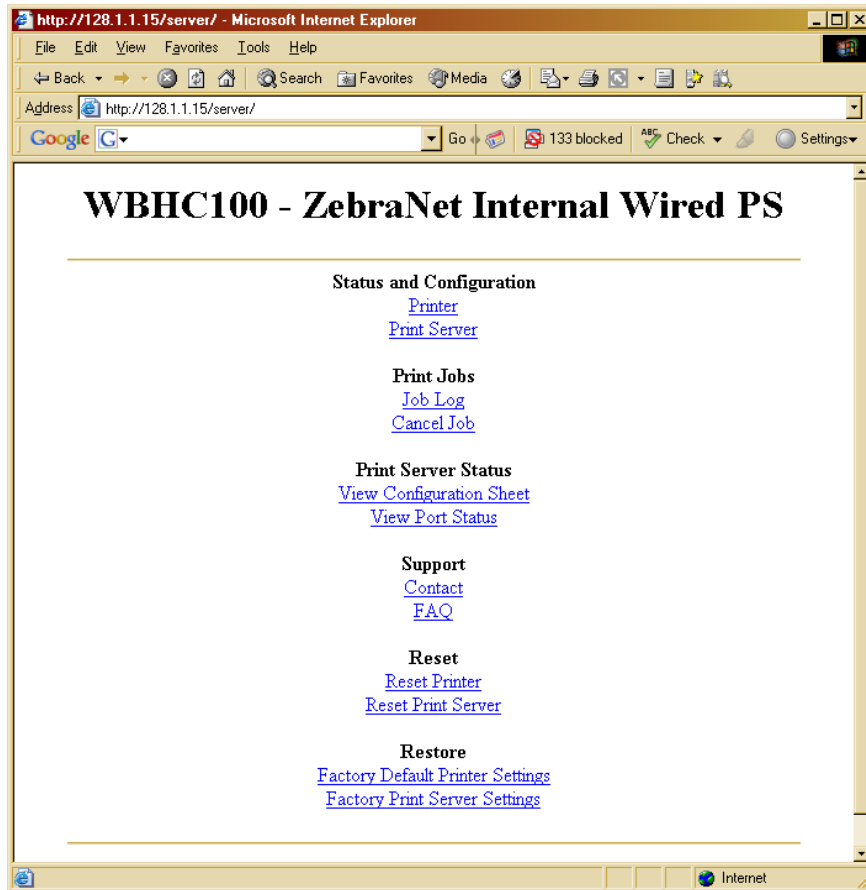 http://128.1.1.15/server/ - Microsoft Internet Explorer
File Edit View Favorites Tools Help
Back Search Favorites Media
Address http://128.1.1.15/server/
Google G Go 133 blocked ABC Check Settings
WBHC100 - ZebraNet Internal Wired PS
Status and Configuration
Printer
Print Server
Print Jobs
Job Log
Cancel Job
Print Server Status
View Configuration Sheet
View Port Status
Support
Contact
FAQ
Reset
Reset Printer
Reset Print Server
Restore
Factory Default Printer Settings
Factory Print Server Settings
Internet